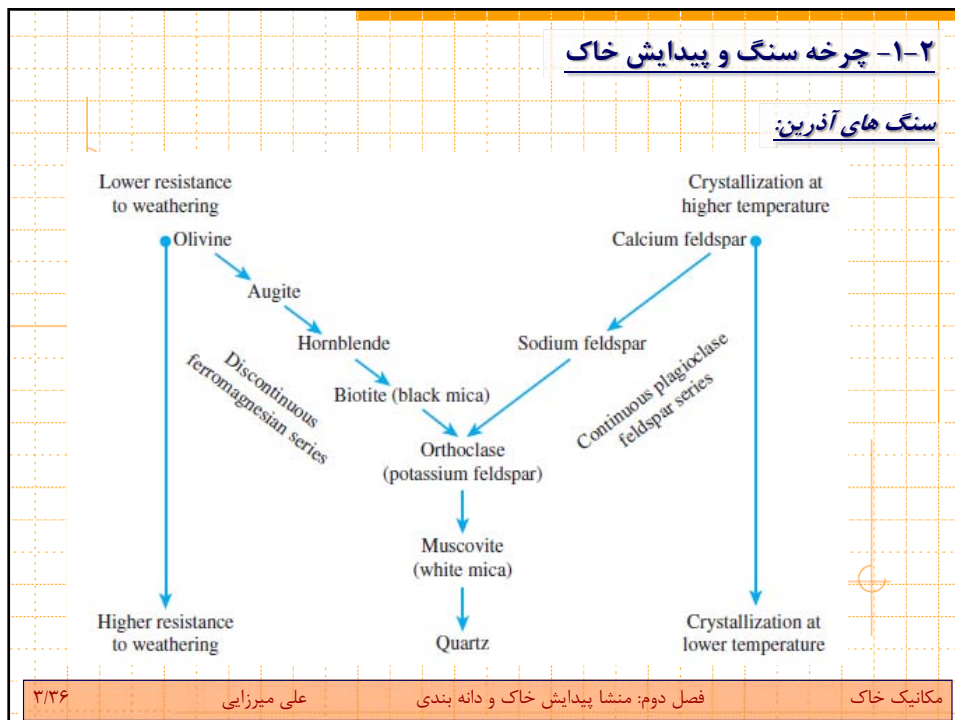 ۲-۱- چرخه سنگ و پیدایش خاک
سنگ های آذرین:
Lower resistance
to weathering
Crystallization at
higher temperature
Olivine
Calcium feldspar
Augite
Hornblende
Sodium feldspar
Discontinuous
ferromagnesian series
Continuous plagioclase
feldspar series
Biotite (black mica)
Orthoclase
(potassium feldspar)
Muscovite
(white mica)
Quartz
Higher resistance
to weathering
Crystallization at
lower temperature
مکانیک خاک
فصل دوم: منشا پیدایش خاک و دانه بندی
علی میرزایی
۳/۳۶